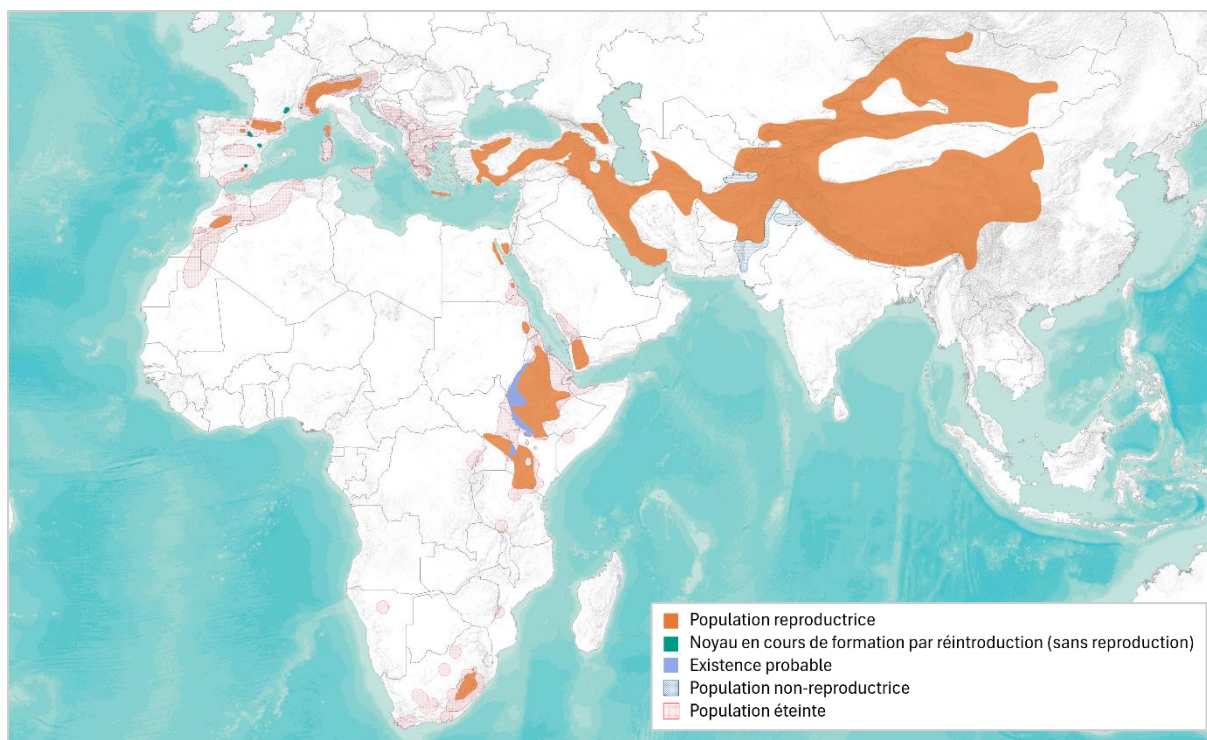 Population reproductrice
Noyau en cours de formation par réintroduction (sans reproduction)
Existence probable
Population non-reproductrice
Population éteinte